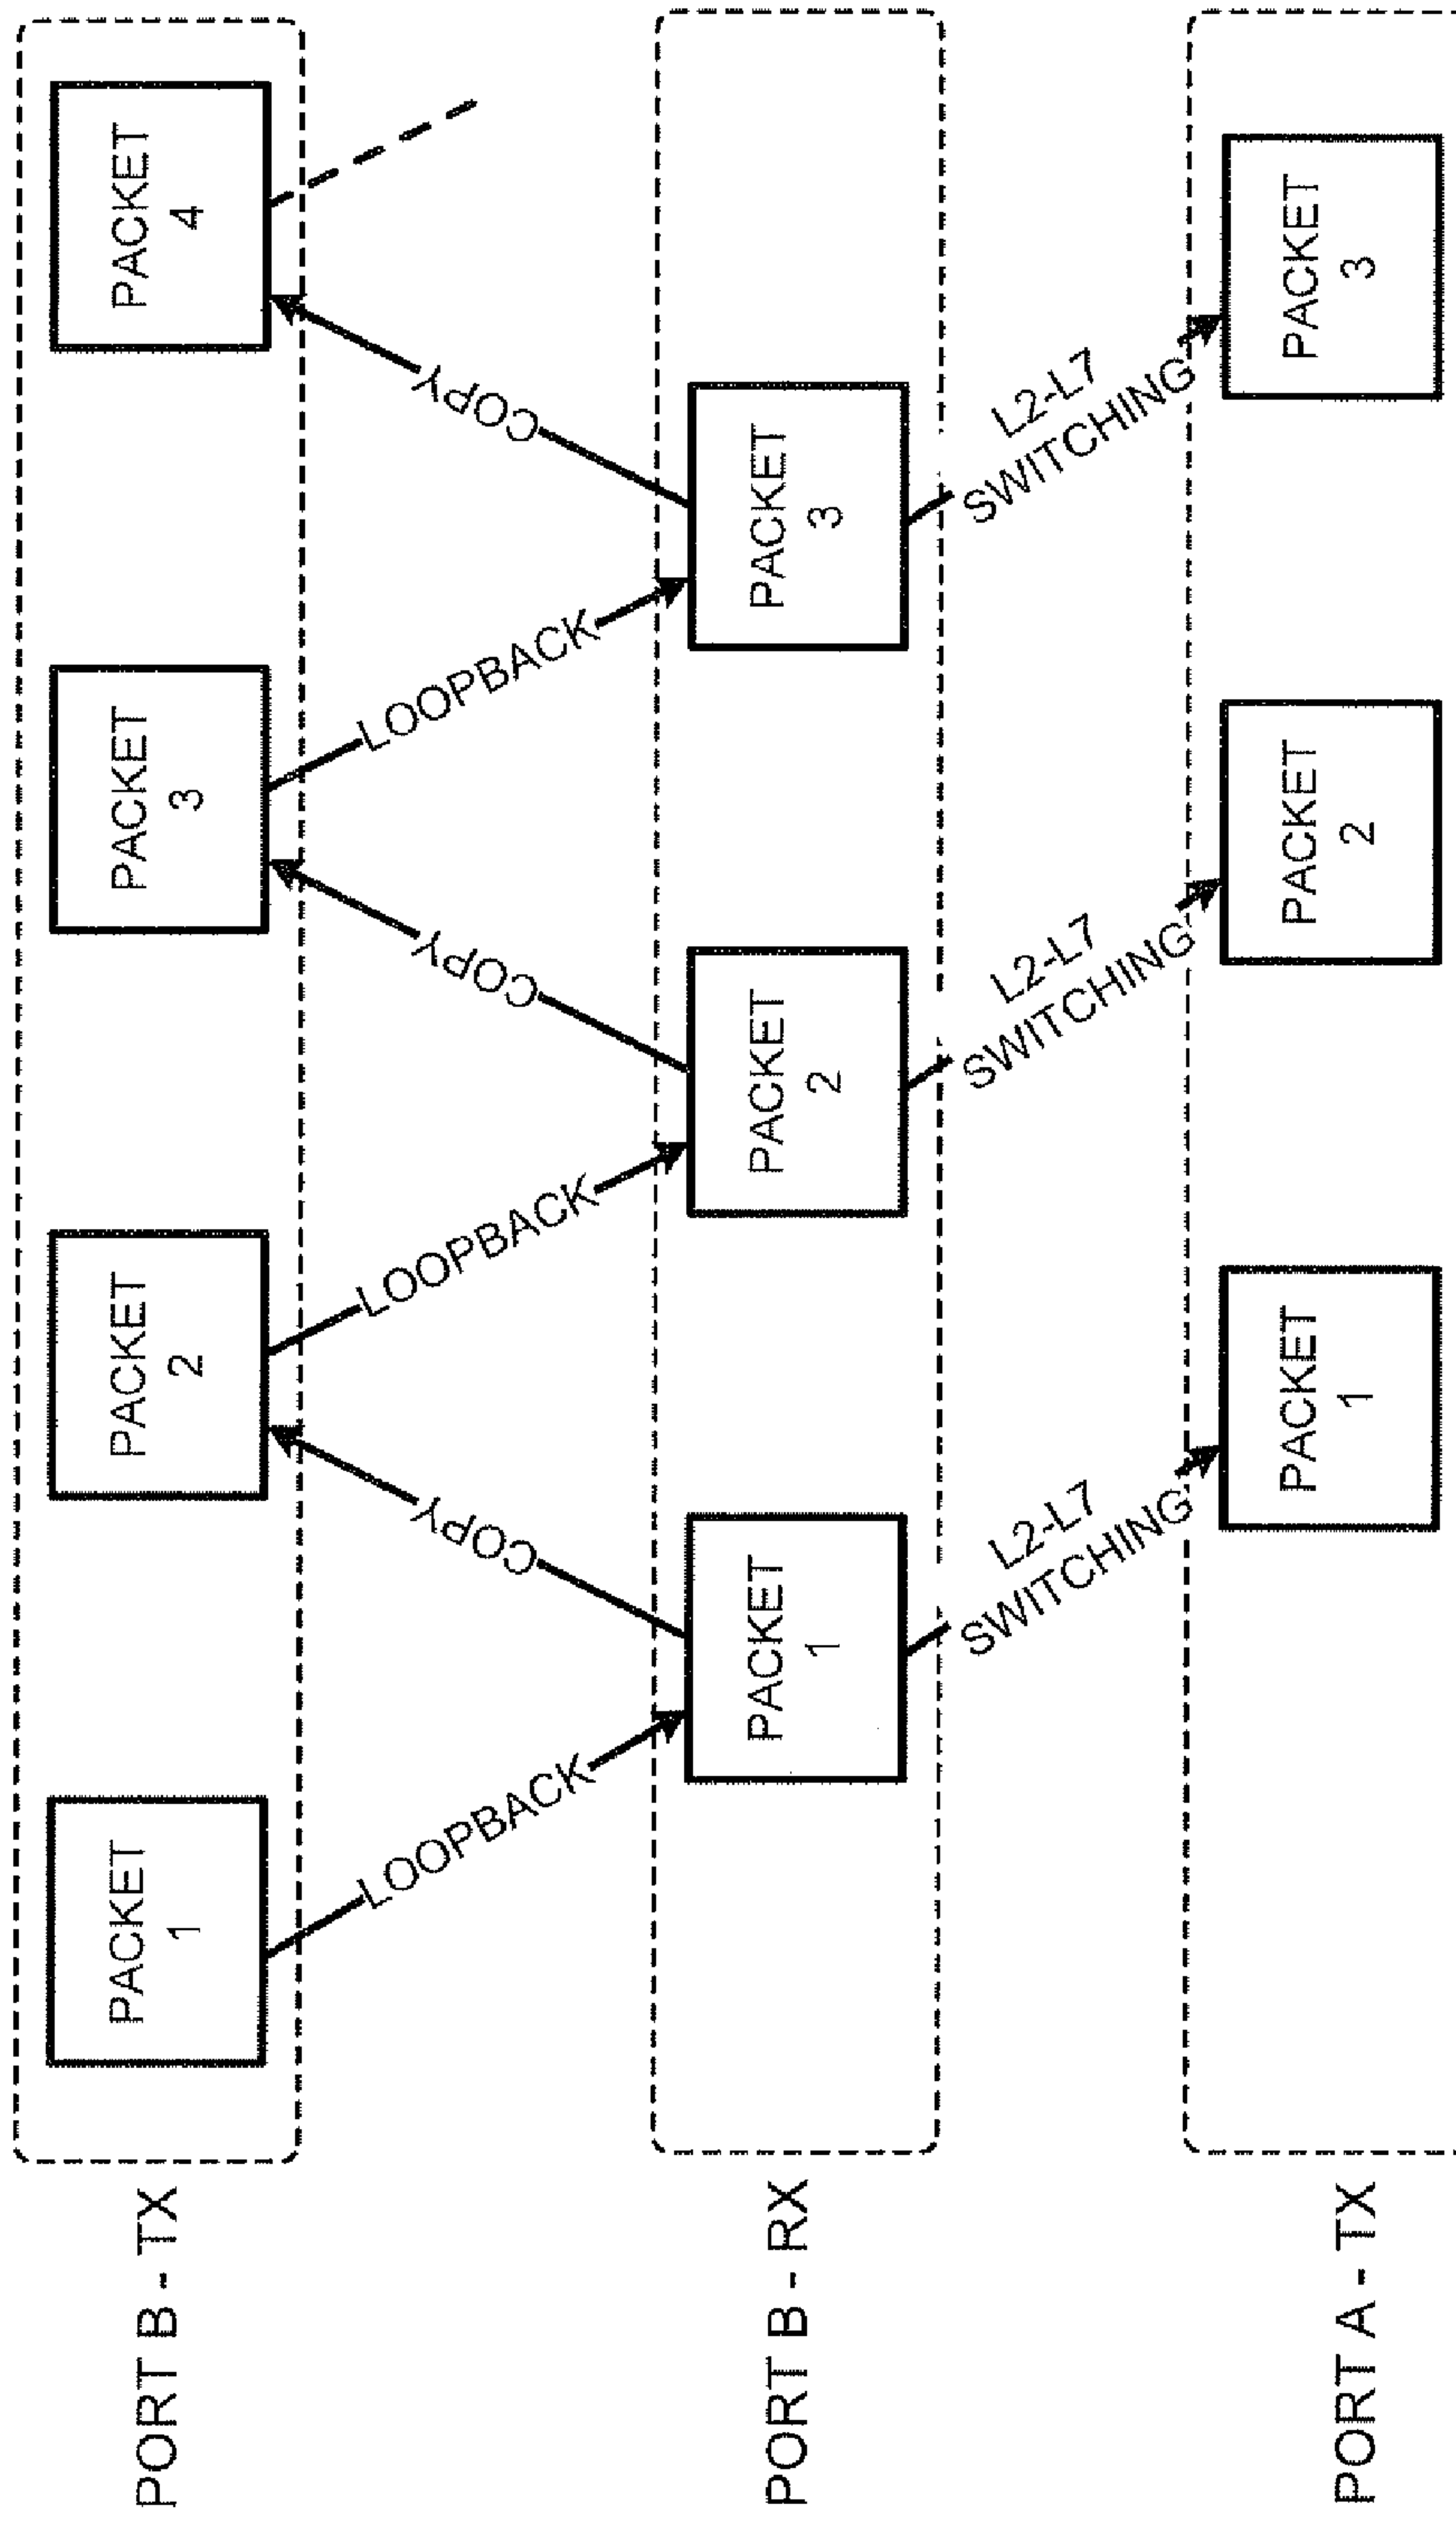 PORT B - TX
PACKET
1
PACKET
2
PACKET
3
PACKET
4
LOOPBACK
COPY
LOOPBACK
COPY
LOOPBACK
COPY
PORT B - RX
PACKET
1
PACKET
2
PACKET
3
L2-L7
SWITCHING
L2-L7
SWITCHING
L2-L7
SWITCHING
PORT A - TX
PACKET
1
PACKET
2
PACKET
3